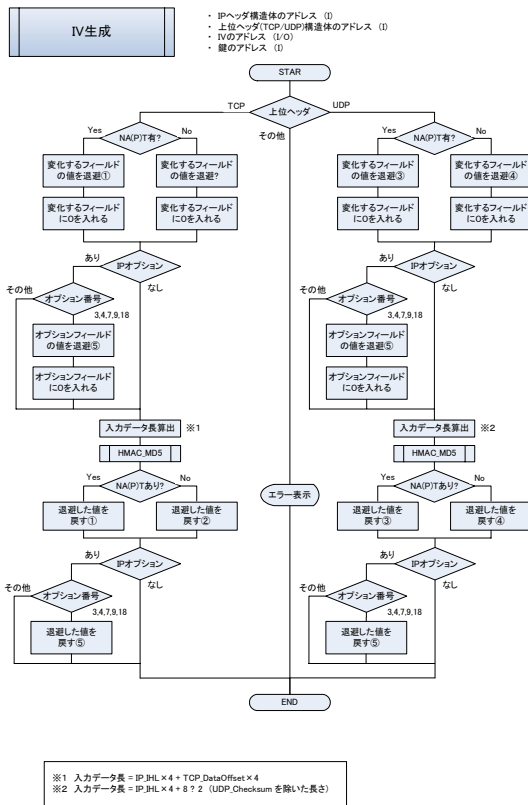 IV生成
・ IPヘッダ構造体のアドレス (I)
・ 上位ヘッダ(TCP/UDP)構造体のアドレス (I)
・ IVのアドレス (I/O)
・ 鍵のアドレス (I)
STAR
上位ヘッダ
TCP
UDP
その他
NA(P)T有?
Yes
No
変化するフィールド
の値を退避①
変化するフィールド
の値を退避?
変化するフィールド
に0を入れる
変化するフィールド
に0を入れる
IPオプション
あり
なし
オプション番号
その他
3,4,7,9,18
オプションフィールド
の値を退避⑤
オプションフィールド
に0を入れる
入力データ長算出
※1
HMAC_MD5
NA(P)Tあり?
Yes
No
退避した値を
戻す①
退避した値を
戻す②
IPオプション
あり
なし
オプション番号
その他
3,4,7,9,18
退避した値を
戻す⑤
エラー表示
NA(P)T有?
Yes
No
変化するフィールド
の値を退避③
変化するフィールド
の値を退避④
変化するフィールド
に0を入れる
変化するフィールド
に0を入れる
IPオプション
あり
なし
オプション番号
その他
3,4,7,9,18
オプションフィールド
の値を退避⑤
オプションフィールド
に0を入れる
入力データ長算出
※2
HMAC_MD5
NA(P)Tあり?
Yes
No
退避した値を
戻す③
退避した値を
戻す④
IPオプション
あり
なし
オプション番号
その他
3,4,7,9,18
退避した値を
戻す⑤
END
※1 入力データ長 = IP_IHL × 4 + TCP_DataOffset × 4
※2 入力データ長 = IP_IHL × 4 + 8 ? 2 (UDP_Checksum を除いた長さ)